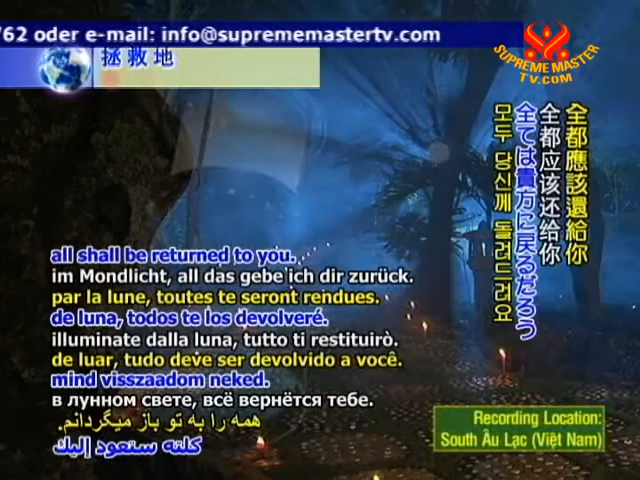 /62 oder e-mail: info@suprememastertv.com
拯救地
SUPREME MASTER
TV.COM
全都應該還給你
全都应该还给你
全ては貴方に戻るだろう
모두 당신께 돌려드려요
all shall be returned to you.
im Mondlicht, all das gebe ich dir zurück.
par la lune, toutes te seront rendues.
de luna, todos te los devolveré.
illuminate dalla luna, tutto ti restituirò.
de luar, tudo deve ser devolvido a você.
mind visszaadom neked.
в лунном свете, всё вернётся тебе.
همه را به تو باز میگردانم.
كلته ستعود إليك
Recording Location:
South Âu Lạc (Việt Nam)